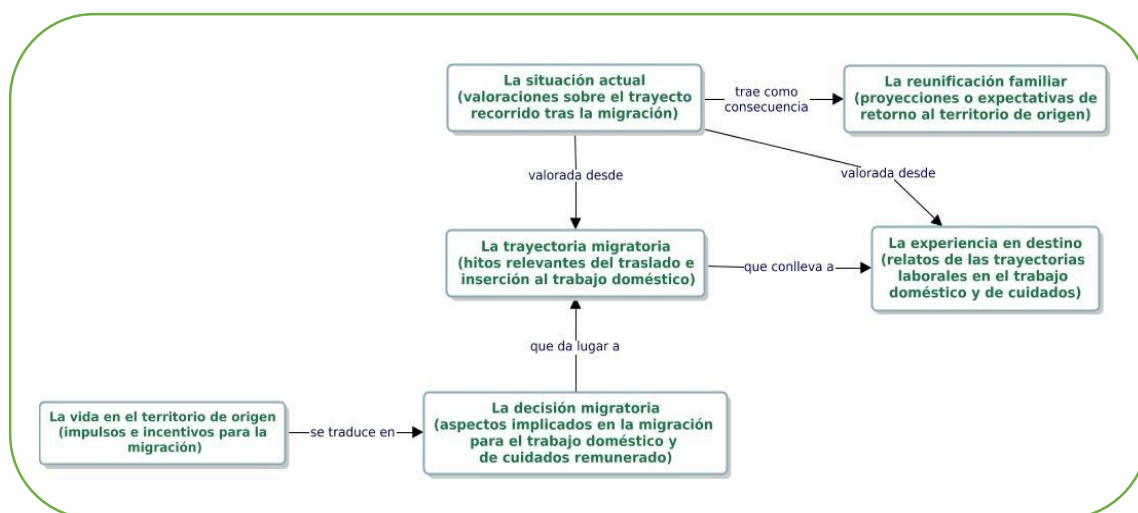 La situación actual
(valoraciones sobre el trayecto
recorrido tras la migración)
trae como
consecuencia
La reunificación familiar
(proyecciones o expectativas de
retorno al territorio de origen)
valorada desde
valorada desde
La trayectoria migratoria
(hitos relevantes del traslado e
inserción al trabajo doméstico)
que conlleva a
La experiencia en destino
(relatos de las trayectorias
laborales en el trabajo
doméstico y de cuidados)
que da lugar a
La vida en el territorio de origen
(impulsos e incentivos para la
migración)
se traduce en
La decisión migratoria
(aspectos implicados en la migración
para el trabajo doméstico y
de cuidados remunerado)